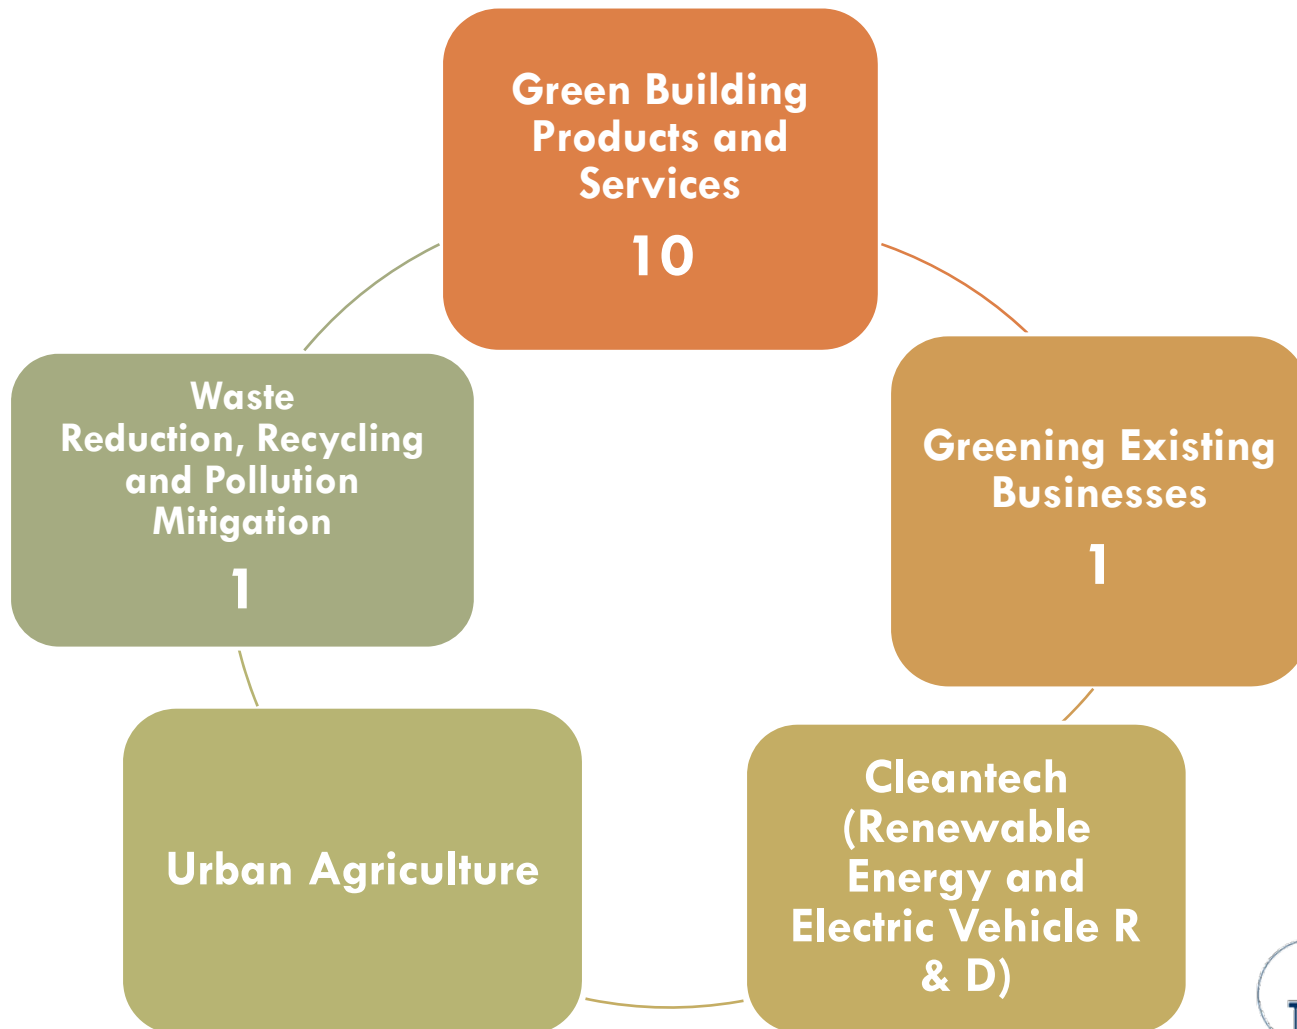 Green Building
Products and
Services
10
Greening Existing
Businesses
1
Cleantech
(Renewable
Energy and
Electric Vehicle R
& D)
Urban Agriculture
Waste
Reduction, Recycling
and Pollution
Mitigation
1